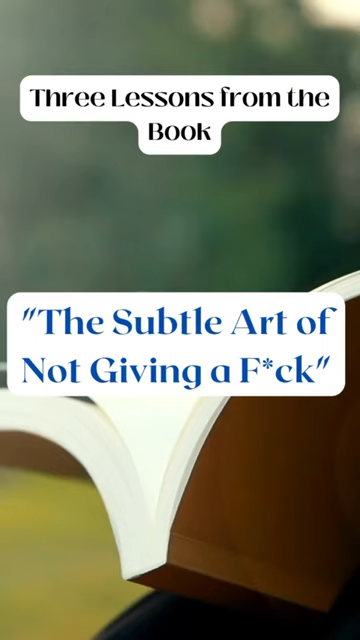 Three Lessons from the
Book
"The Subtle Art of
Not Giving a F*ck"